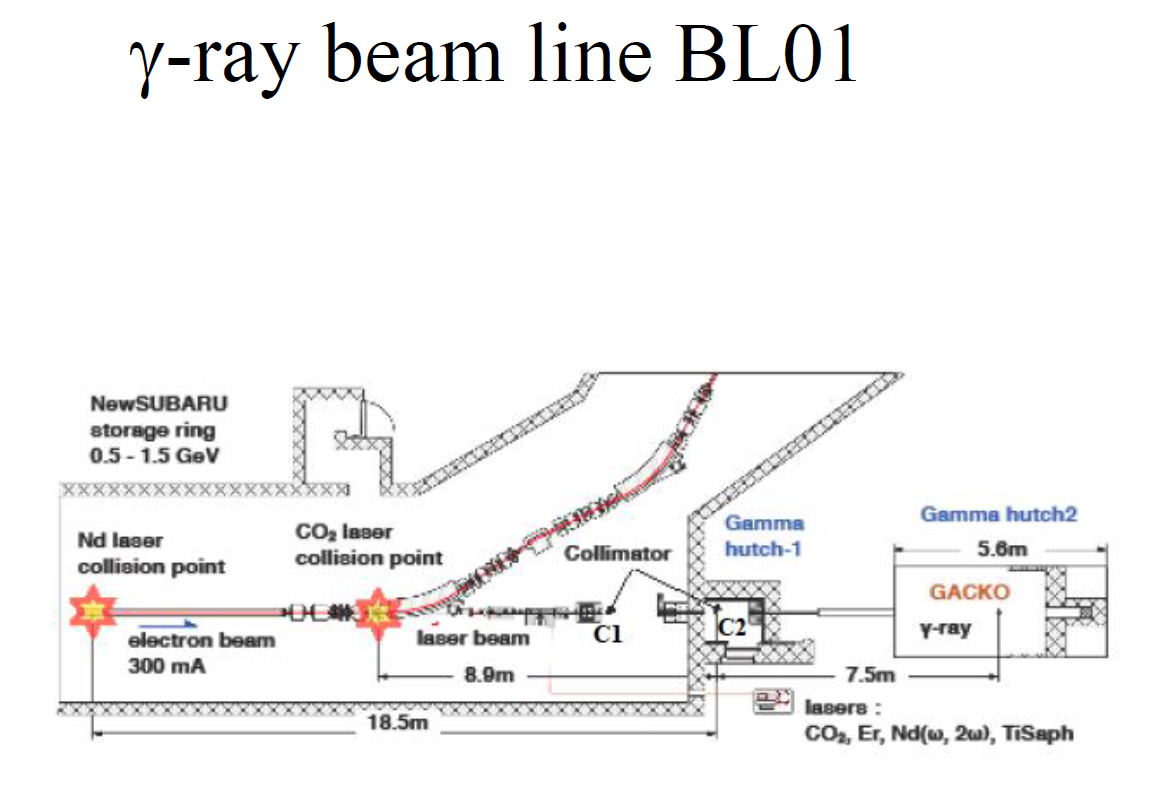 γ-ray beam line BL01
NewSUBARU
storage ring
0.5 - 1.5 GeV
Nd laser
collision point
CO₂ laser
collision point
Collimator
Gamma
hutch-1
Gamma hutch2
5.6m
GACKO
γ-ray
C1
C2
electron beam
300 mA
laser beam
8.9m
7.5m
18.5m
lasers :
CO₂, Er, Nd(ω, 2ω), TiSaph